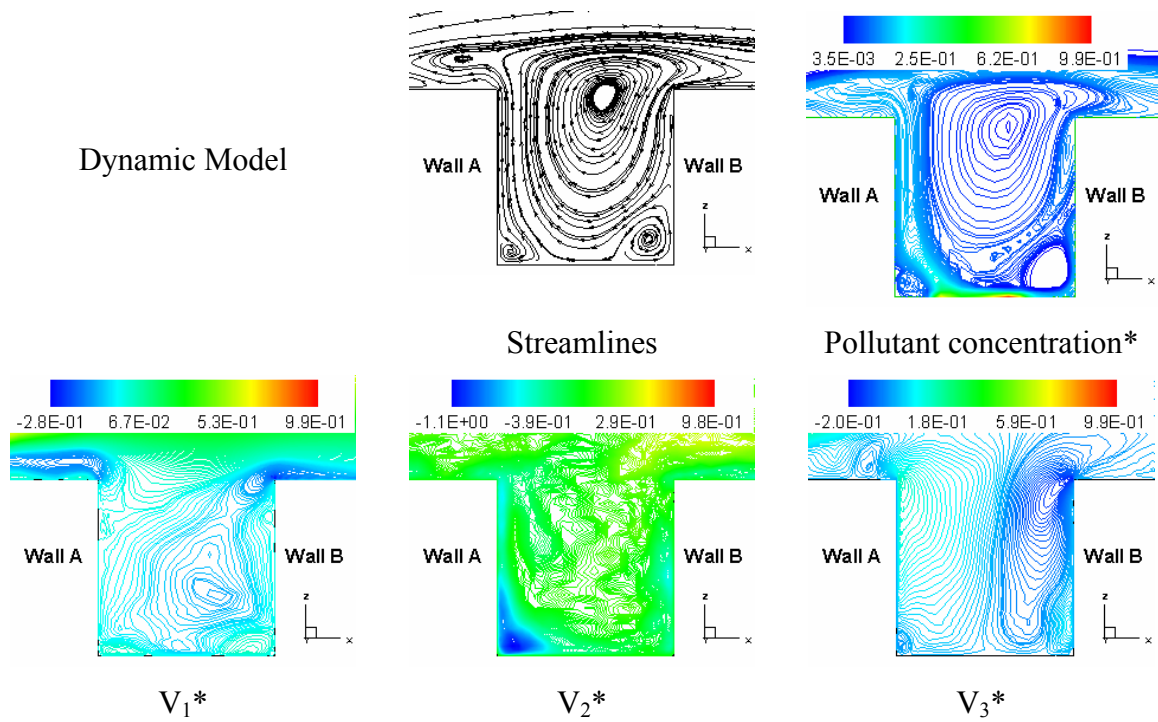 3.5E-03 2.5E-01 6.2E-01 9.9E-01
Dynamic Model
Wall A
Wall B
z
x
Wall A
Wall B
z
x
Streamlines
Pollutant concentration*
-2.8E-01 6.7E-02 5.3E-01 9.9E-01
-1.1E+00 -3.9E-01 2.9E-01 9.8E-01
-2.0E-01 1.8E-01 5.9E-01 9.9E-01
Wall A
Wall B
z
x
Wall A
Wall B
z
x
Wall A
Wall B
z
x
V1*
V2*
V3*